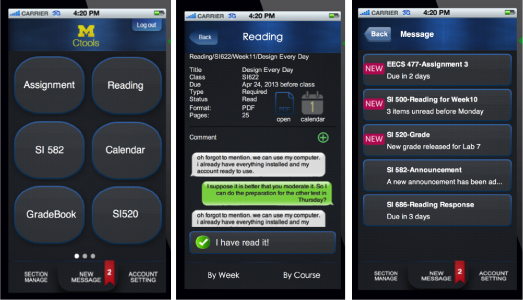 CARRIER 3G 4:20 PM
Log out
M
Ctools
Assignment
Reading
SI 582
Calendar
GradeBook
SI520
SECTION
MANAGE
NEW
MESSAGE
2
ACCOUNT
SETTING
CARRIER 3G 4:20 PM
Back
Reading
Reading/SI622/Week11/Design Every Day
Title Design Every Day
Class SI622
Due Apr 24, 2013 before class
Type Required
Status Read
Format: PDF
Pages: 25
1
open
calendar
Comment
oh forgot to mention. we can use my computer.
i already have everything installed and my
account ready to use.
I suppose it is better that you moderate it. So I
can do the preparation for the other test in
Thursday?
oh forgot to mention. we can use my computer.
i already have everything installed and my
I have read it!
By Week
By Course
CARRIER 3G 4:20 PM
Back
Message
NEW
EECS 477-Assignment 3
Due in 2 days
NEW
SI 500-Reading for Week10
3 items unread before Monday
NEW
SI 520-Grade
New grade released for Lab 7
SI 582-Announcement
A new announcement has been ad...
SI 686-Reading Response
Due in 3 days
SECTION
MANAGE
NEW
MESSAGE
2
ACCOUNT
SETTING